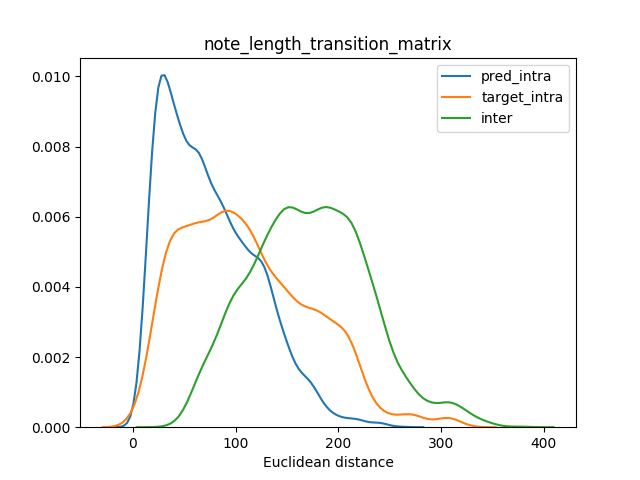 note_length_transition_matrix
pred_intra
target_intra
inter
0.010
0.008
0.006
0.004
0.002
0.000
0 100 200 300 400
Euclidean distance